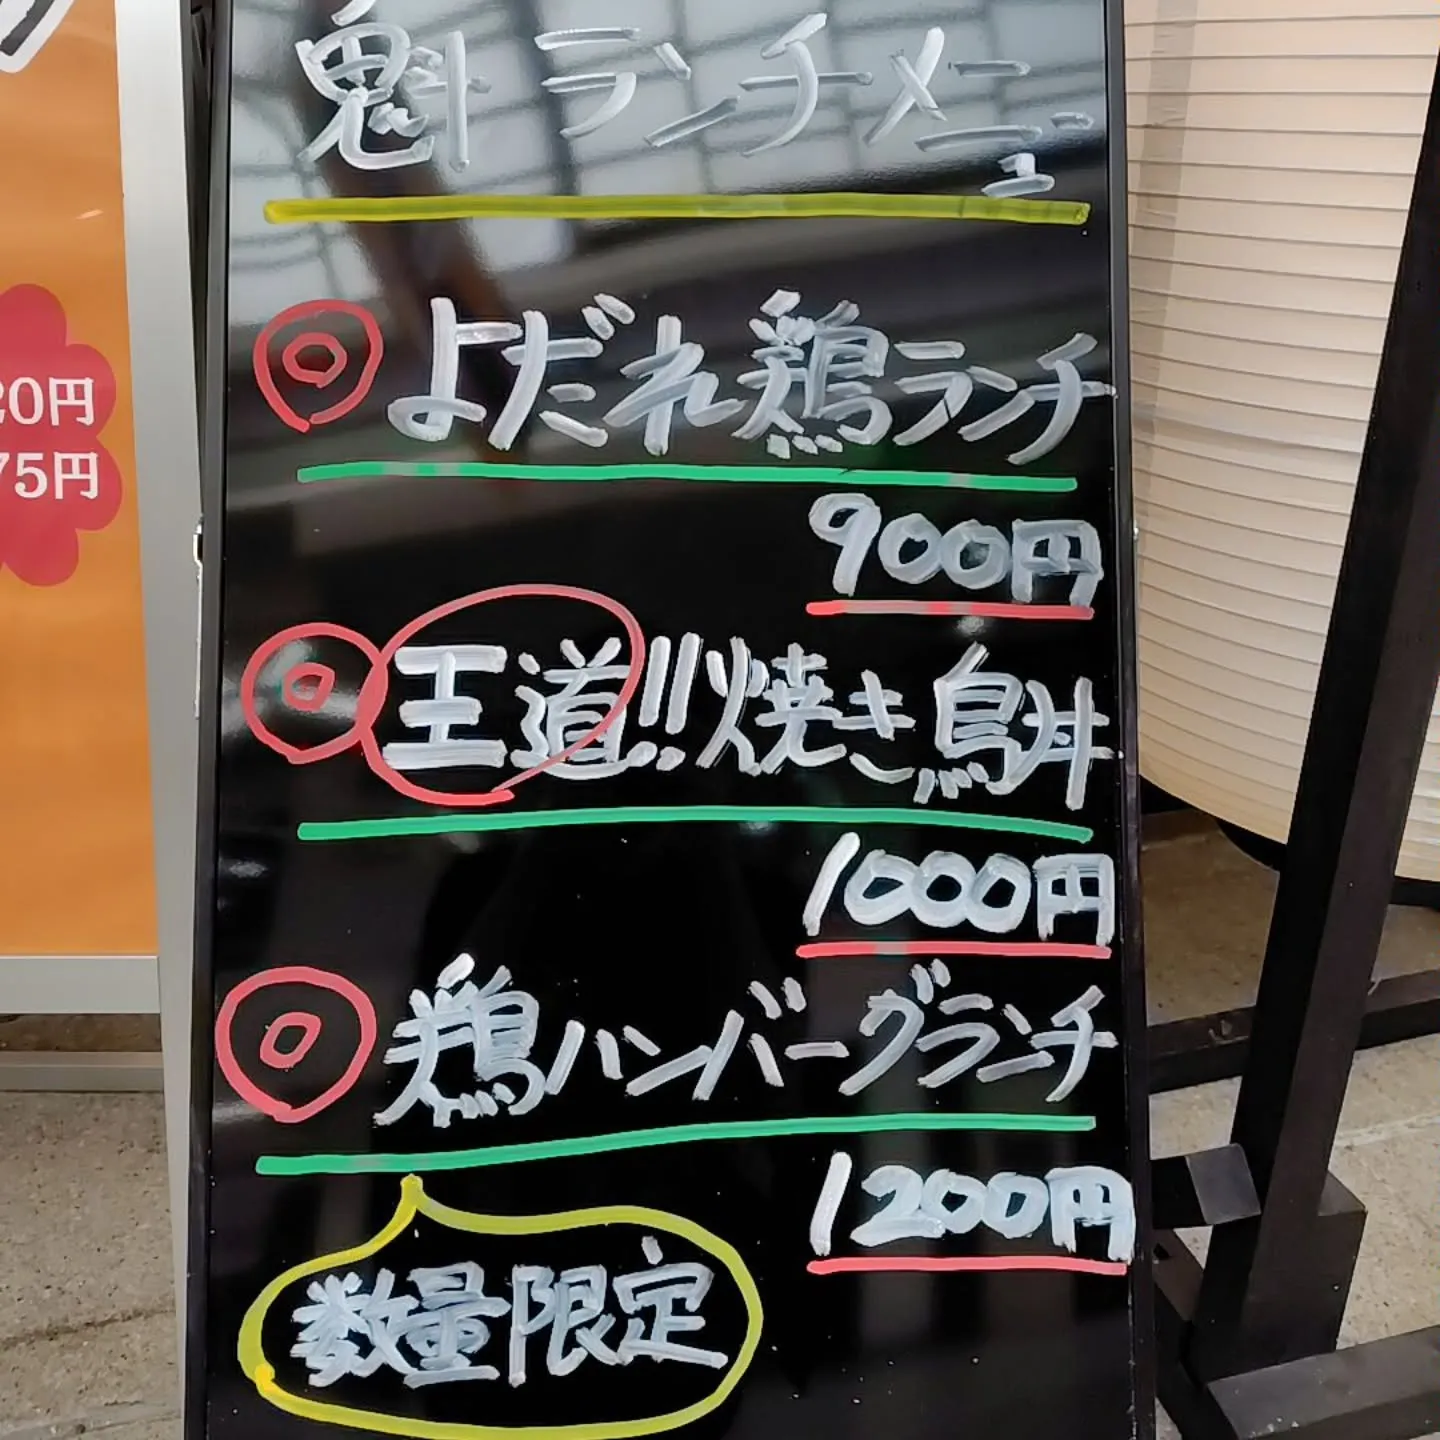 魁 ランチメニュー
◎よだれ鶏ランチ
900円
◎王道!!焼き鳥丼
1000円
◎鶏ハンバーグランチ
1200円
数量限定
20円
75円